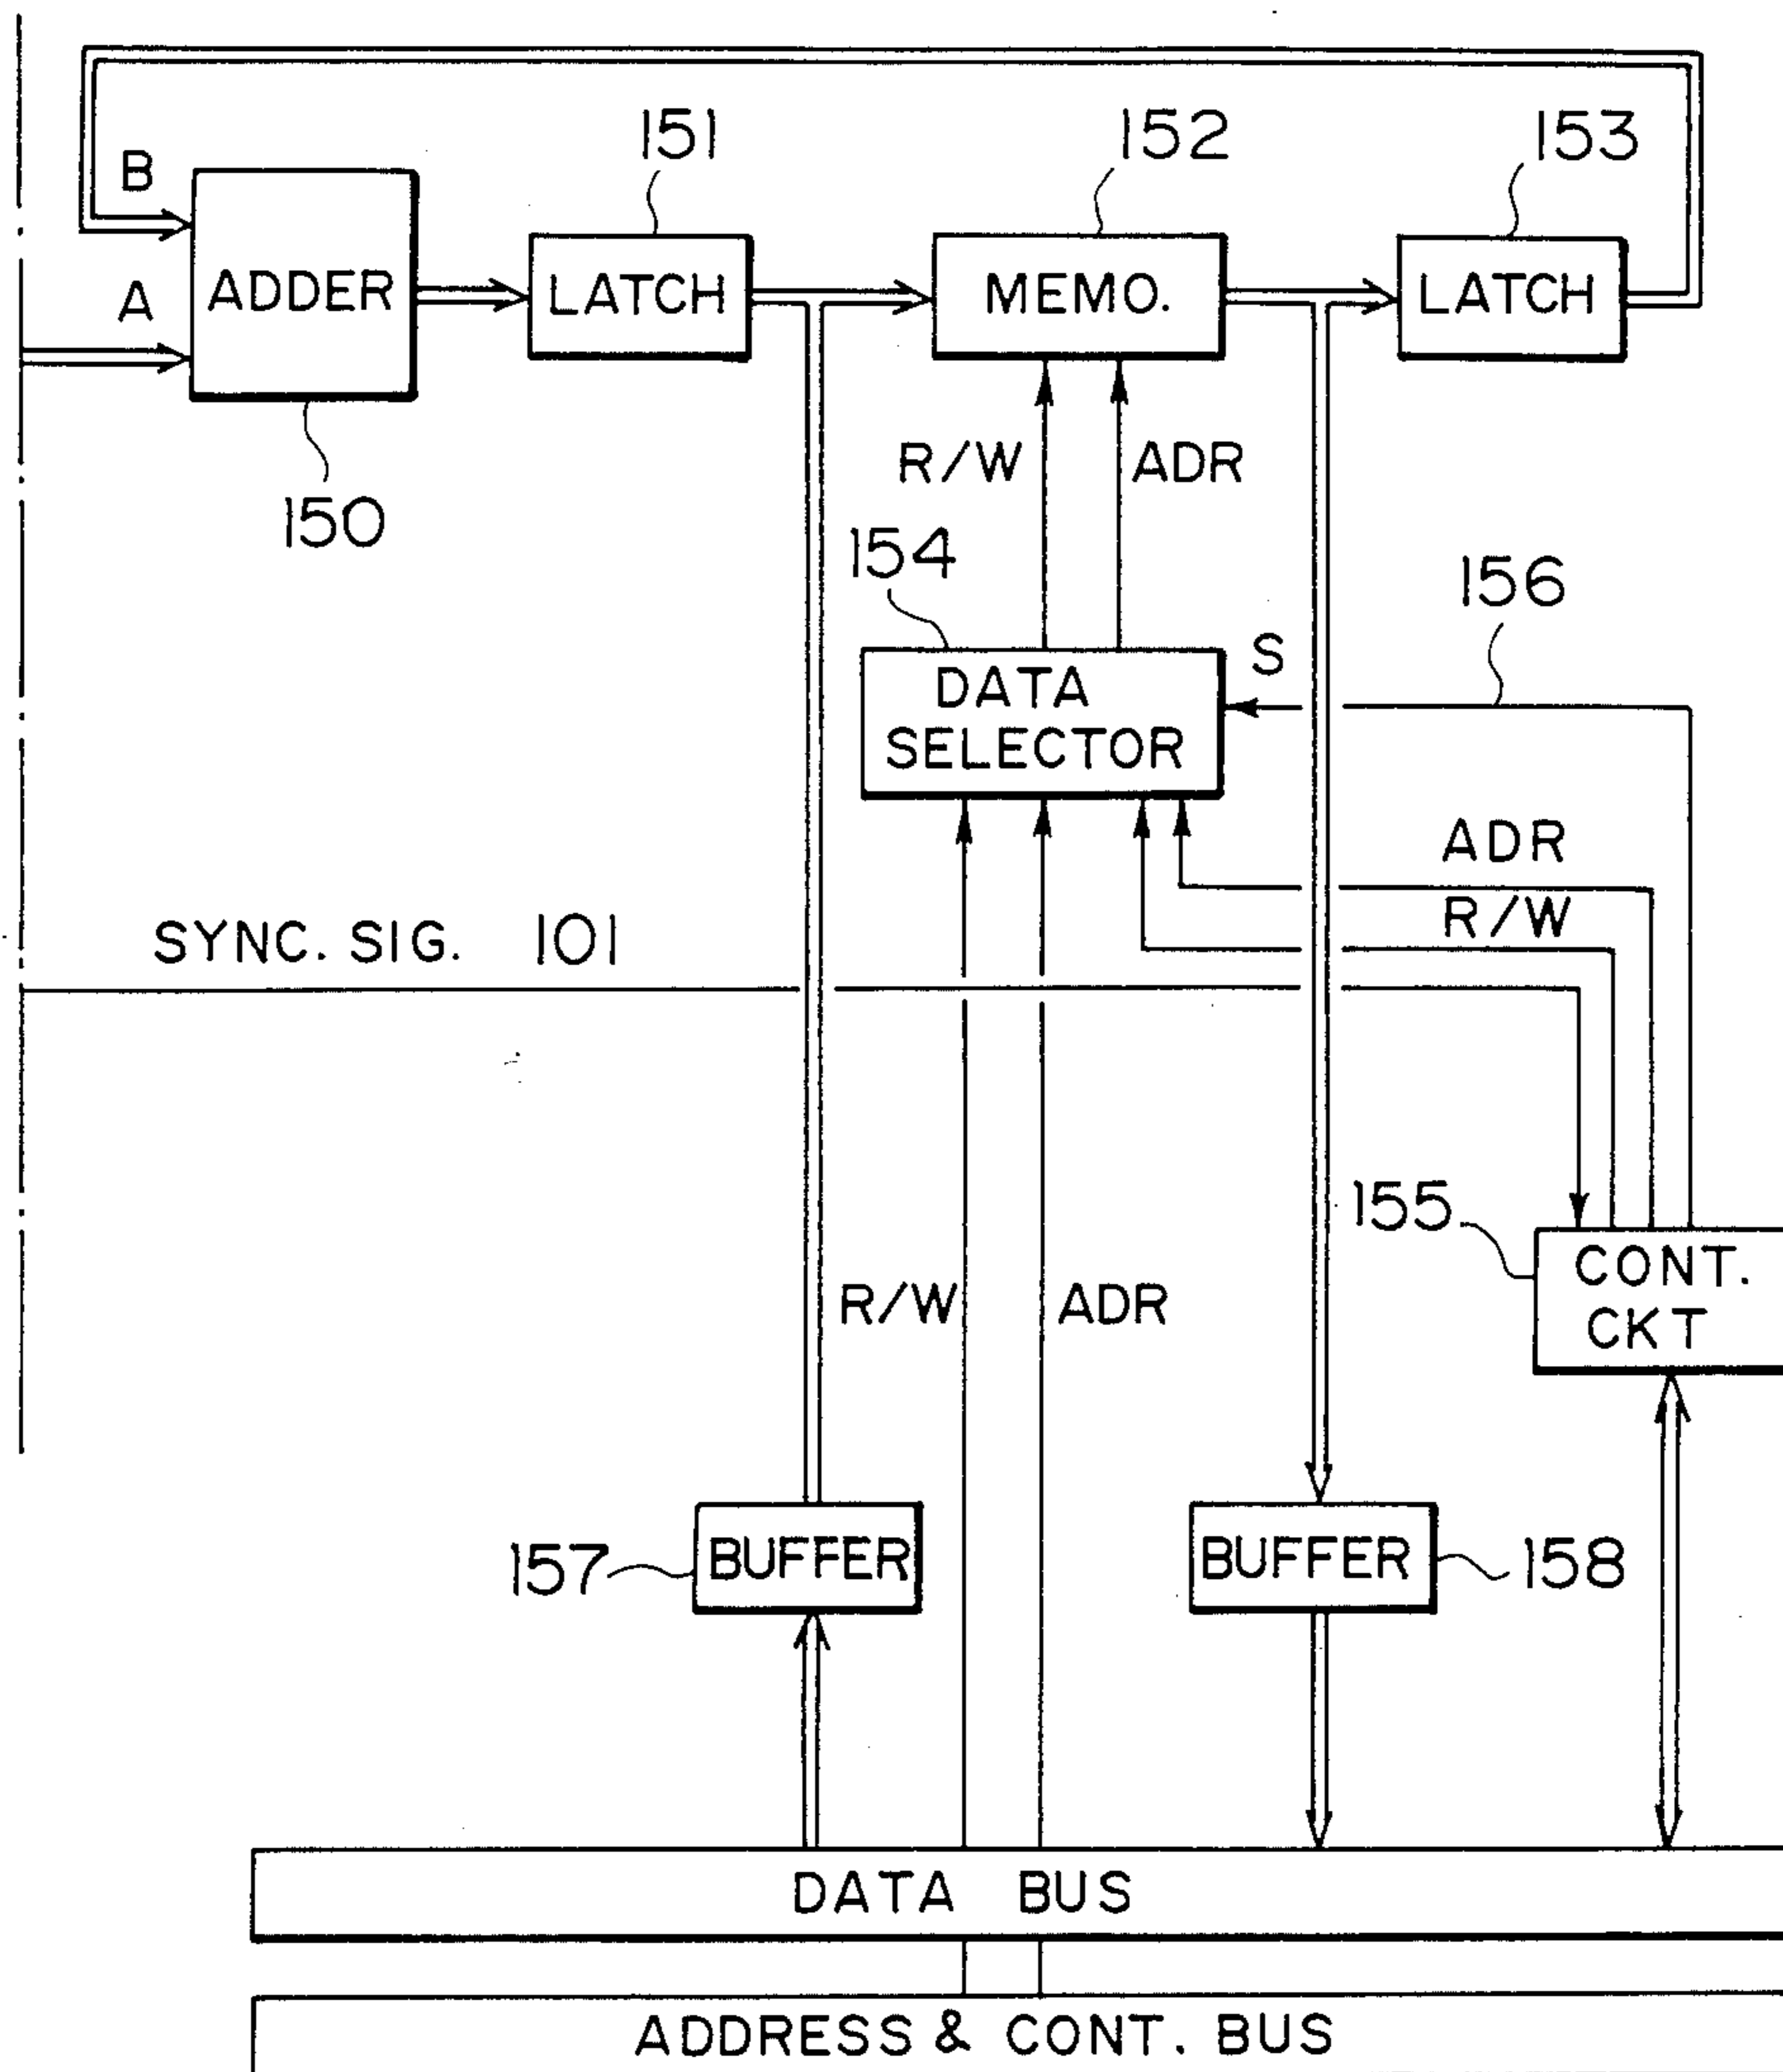 151
152
153
B
A
ADDER
LATCH
MEMO.
LATCH
150
R/W
ADR
154
156
S
DATA
SELECTOR
ADR
R/W
SYNC. SIG. 101
155
CONT.
CKT
R/W
ADR
157
BUFFER
BUFFER
158
DATA BUS
ADDRESS & CONT. BUS